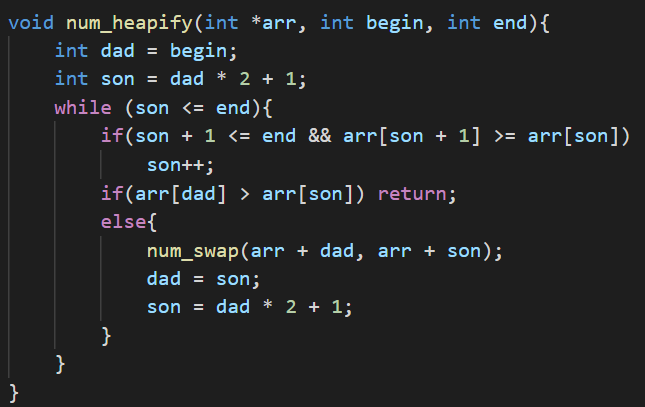 void num_heapify(int *arr, int begin, int end){
    int dad = begin;
    int son = dad * 2 + 1;
    while (son <= end){
        if(son + 1 <= end && arr[son + 1] >= arr[son])
            son++;
        if(arr[dad] > arr[son]) return;
        else{
            num_swap(arr + dad, arr + son);
            dad = son;
            son = dad * 2 + 1;
        }
    }
}